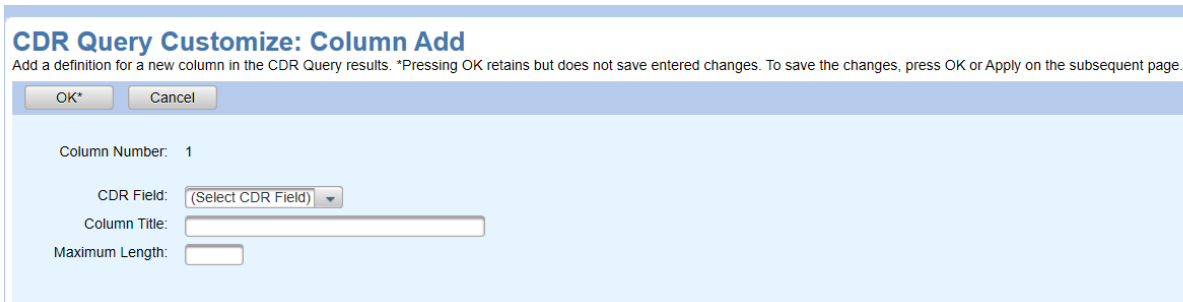 CDR Query Customize: Column Add
Add a definition for a new column in the CDR Query results. *Pressing OK retains but does not save entered changes. To save the changes, press OK or Apply on the subsequent page.
OK* Cancel
Column Number: 1
CDR Field: (Select CDR Field)
Column Title:
Maximum Length: